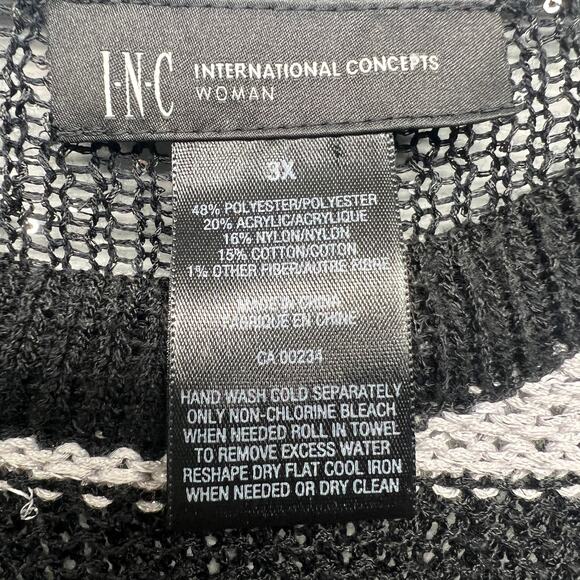 I·N·C INTERNATIONAL CONCEPTS
WOMAN
3X
48% POLYESTER/POLYESTER
20% ACRYLIC/ACRYLIQUE
16% NYLON/NYLON
15% COTTON/COTON
1% OTHER FIBER/AUTRE FIBRE
MADE IN CHINA
FABRIQUE EN CHINE
CA 00234
HAND WASH COLD SEPARATELY
ONLY NON-CHLORINE BLEACH
WHEN NEEDED ROLL IN TOWEL
TO REMOVE EXCESS WATER
RESHAPE DRY FLAT COOL IRON
WHEN NEEDED OR DRY CLEAN